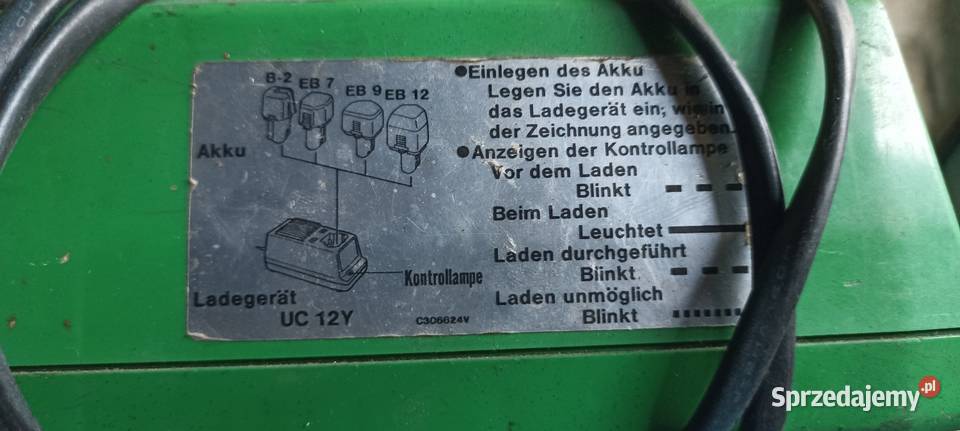 B-2 EB 7 EB 9 EB 12
Akku
Kontrollampe
Ladegerät
UC 12Y
C306624V
●Einlegen des Akku
Legen Sie den Akku in
das Ladegerät ein; wie in
der Zeichnung angegeben.
●Anzeigen der Kontrollampe
Vor dem Laden
Blinkt
Beim Laden
Leuchtet
Laden durchgeführt
Blinkt
Laden unmöglich
Blinkt
Sprzedajemy.pl